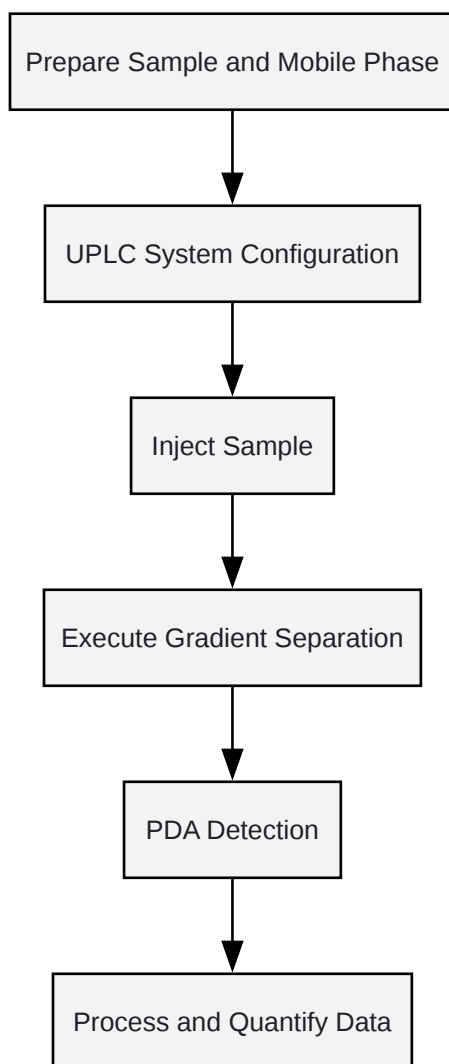 Prepare Sample and Mobile Phase
UPLC System Configuration
Inject Sample
Execute Gradient Separation
PDA Detection
Process and Quantify Data